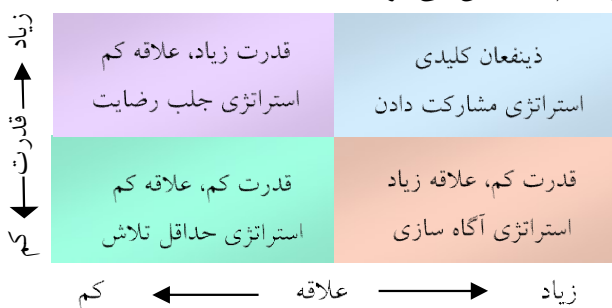 ذینفعان کلیدی
استراتژی مشارکت دادن
قدرت زیاد، علاقه کم
استراتژی جلب رضایت
قدرت کم، علاقه زیاد
استراتژی آگاه سازی
قدرت کم، علاقه کم
استراتژی حداقل تلاش
زیاد
قدرت
کم
زیاد علاقه کم